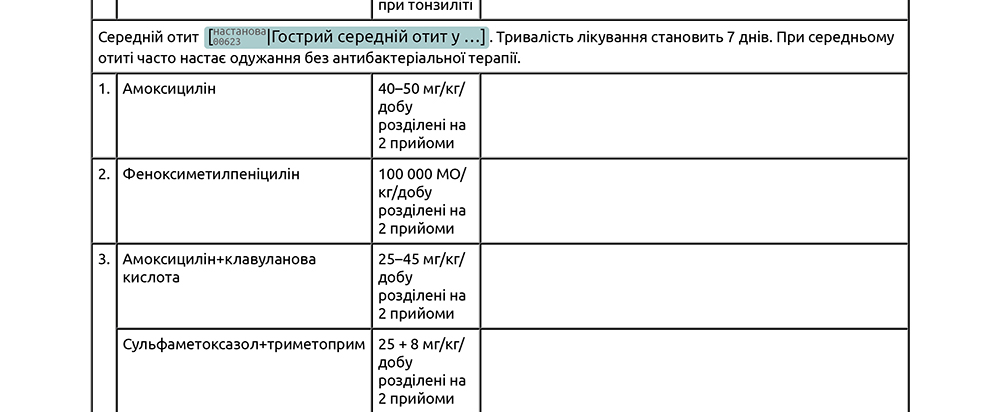 при тонзиліті
Середній отит [настанова 00623|Гострий середній отит у ...]. Тривалість лікування становить 7 днів. При середньому
отиті часто настає одужання без антибактеріальної терапії.
1. Амоксицилін 40–50 мг/кг/
добу
розділені на
2 прийоми
2. Феноксиметилпеніцилін 100 000 МО/
кг/добу
розділені на
2 прийоми
3. Амоксицилін+клавуланова 25–45 мг/кг/
кислота добу
розділені на
2 прийоми
Сульфаметоксазол+триметоприм 25 + 8 мг/кг/
добу
розділені на
2 прийоми